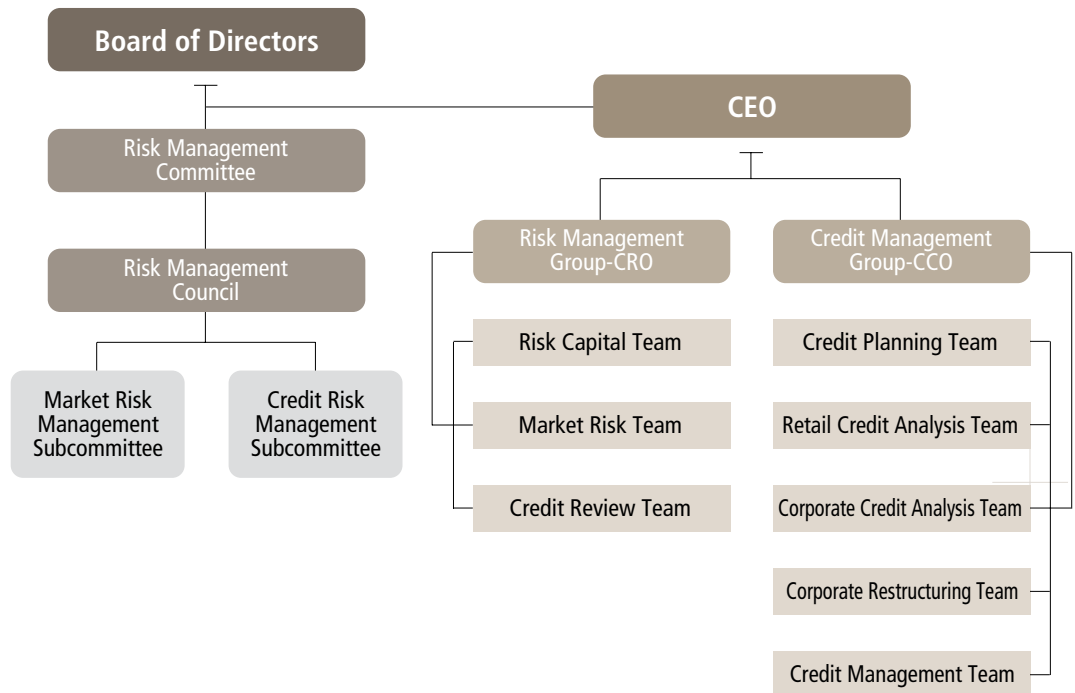 Board of Directors
CEO
Risk Management
Committee
Risk Management
Council
Market Risk
Management
Subcommittee
Credit Risk
Management
Subcommittee
Risk Management
Group-CRO
Risk Capital Team
Market Risk Team
Credit Review Team
Credit Management
Group-CCO
Credit Planning Team
Retail Credit Analysis Team
Corporate Credit Analysis Team
Corporate Restructuring Team
Credit Management Team